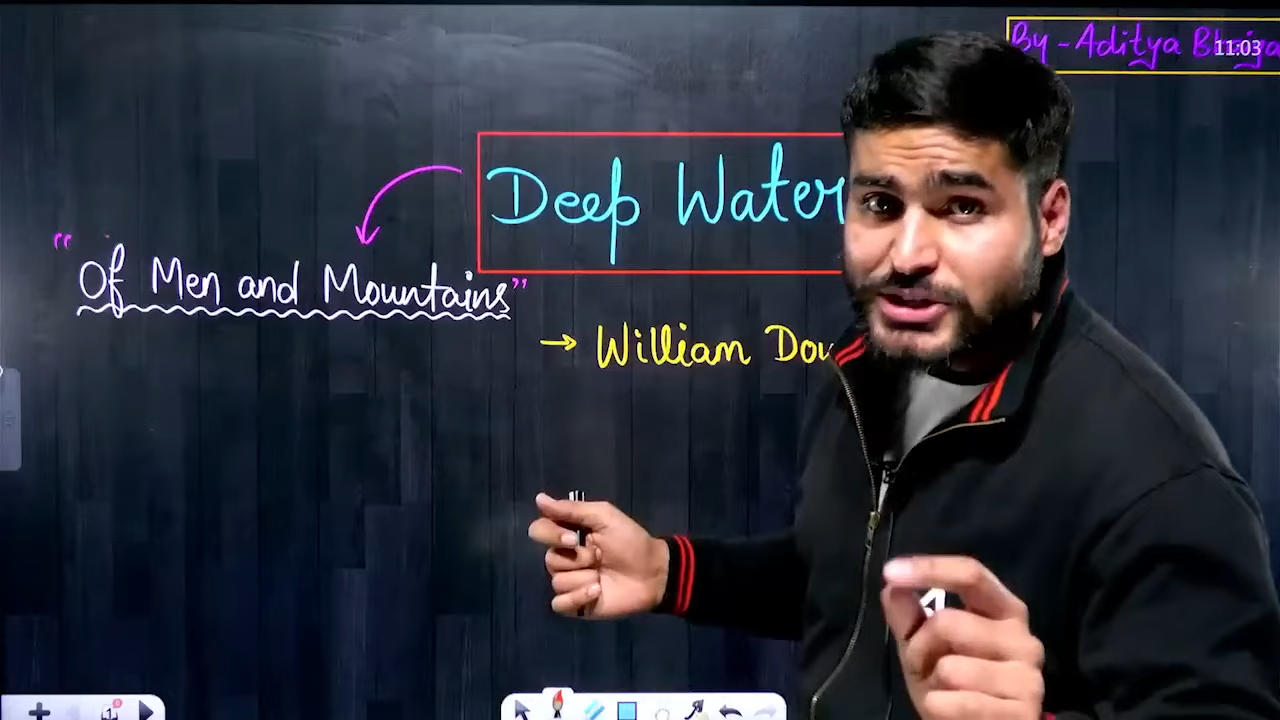 By - Aditya
11:03
Deep Water
"Of Men and Mountains"
→ William